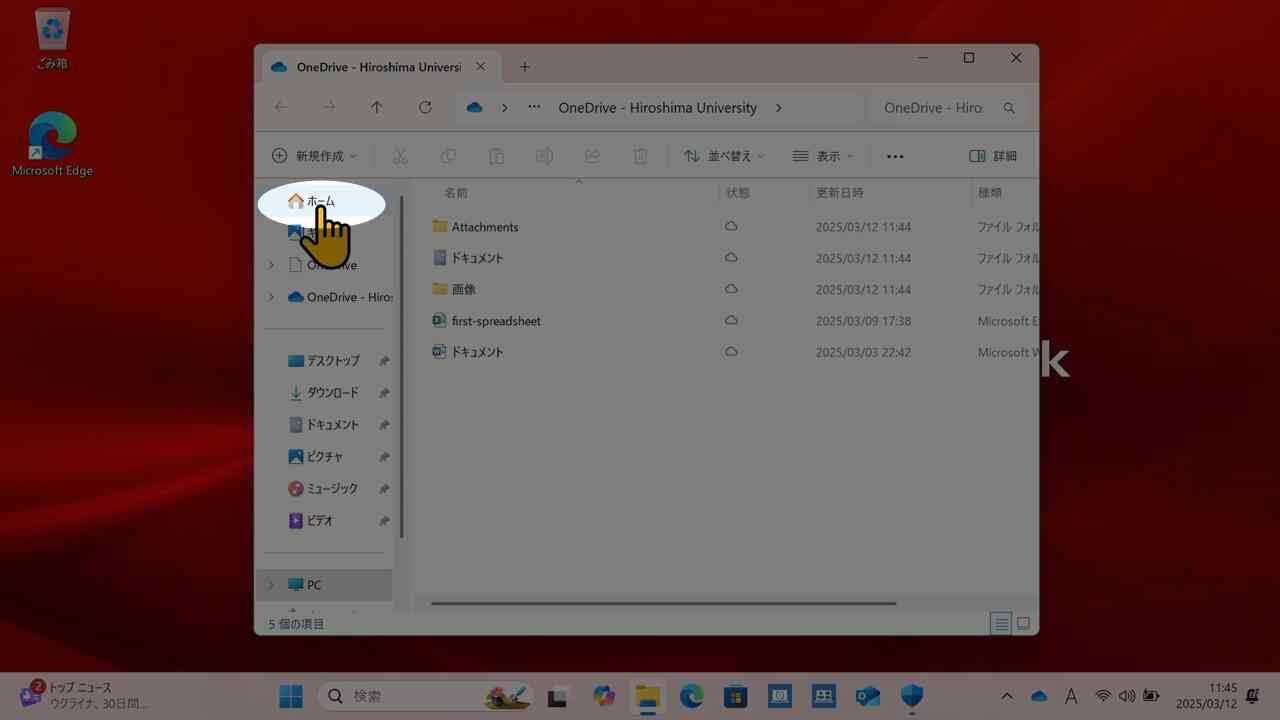 ごみ箱
Microsoft Edge
OneDrive - Hiroshima Universi
OneDrive - Hiroshima University
OneDrive - Hiro
新規作成
並べ替え
表示
詳細
ホーム
OneDrive
OneDrive - Hiro
デスクトップ
ダウンロード
ドキュメント
ピクチャ
ミュージック
ビデオ
PC
名前 状態 更新日時 種類
Attachments 2025/03/12 11:44 ファイル フォル
ドキュメント 2025/03/12 11:44 ファイル フォル
画像 2025/03/12 11:44 ファイル フォル
first-spreadsheet 2025/03/09 17:38 Microsoft E
ドキュメント 2025/03/03 22:42 Microsoft W
5 個の項目
k
2
トップ ニュース
ウクライナ、30日間...
検索
A
11:45
2025/03/12